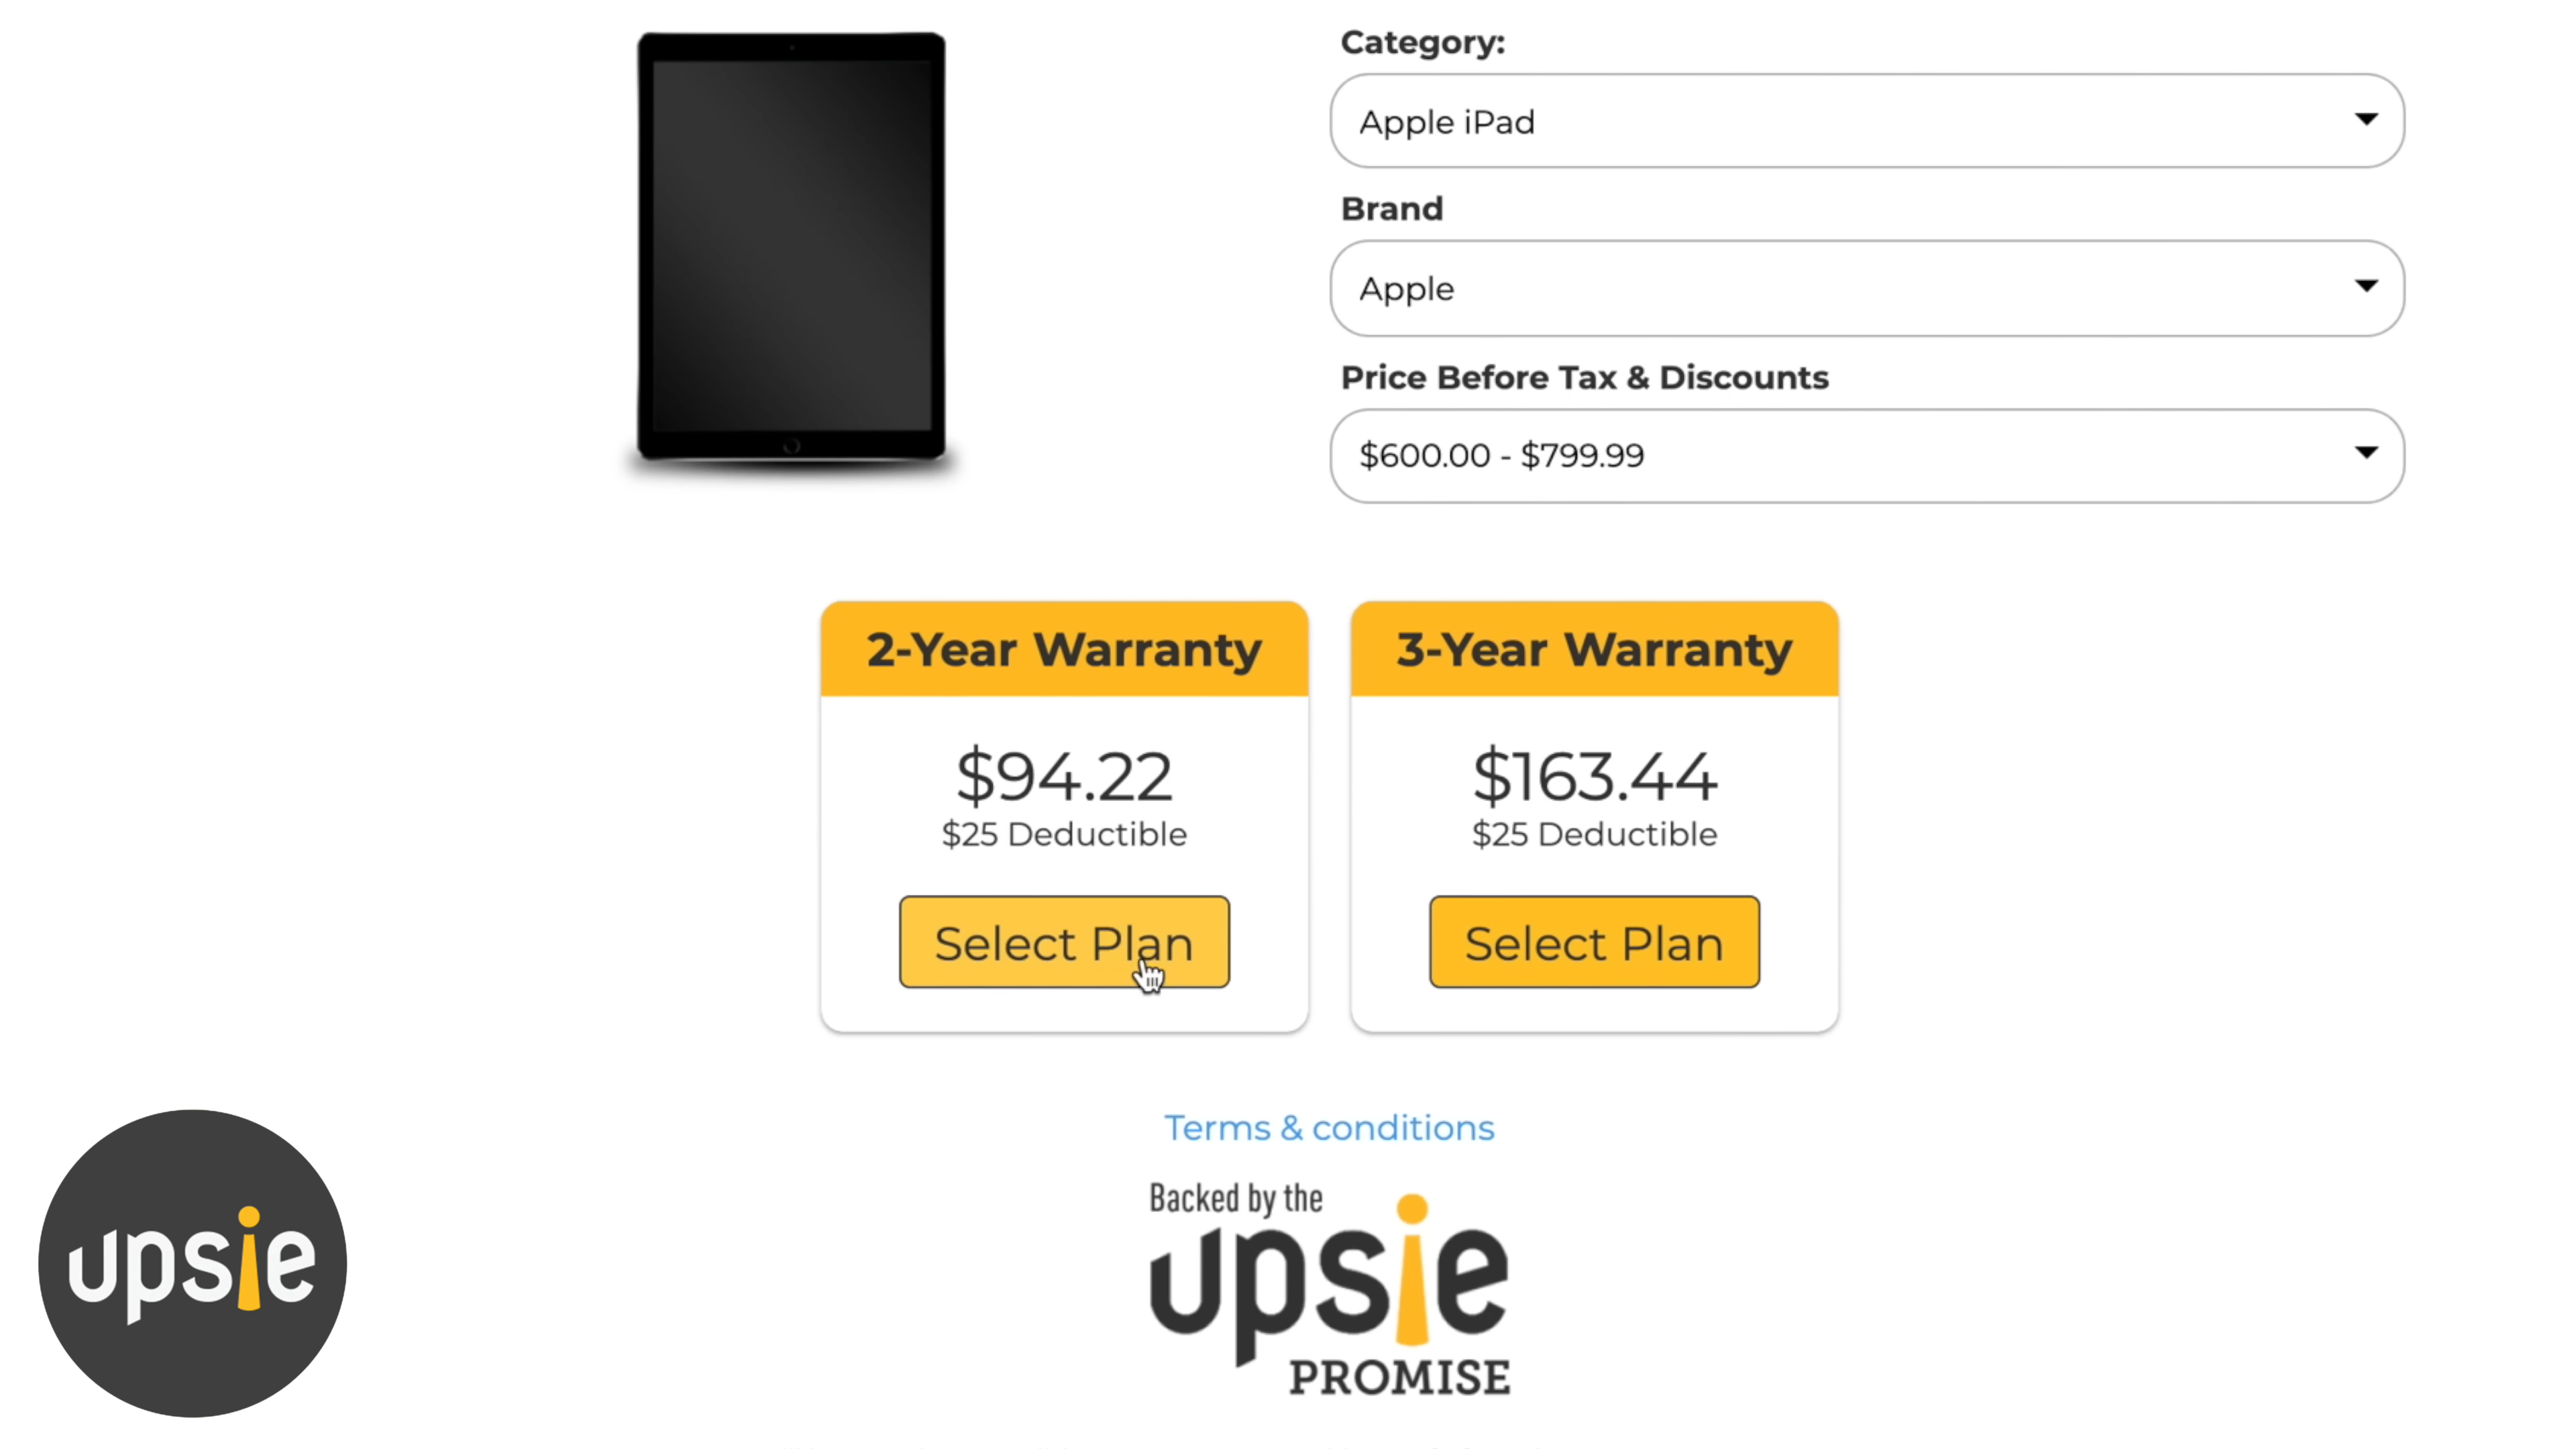 Category:
Apple iPad
Brand
Apple
Price Before Tax & Discounts
$600.00 - $799.99
2-Year Warranty
$94.22
$25 Deductible
Select Plan
3-Year Warranty
$163.44
$25 Deductible
Select Plan
Terms & conditions
Backed by the
upsie
PROMISE
upsie